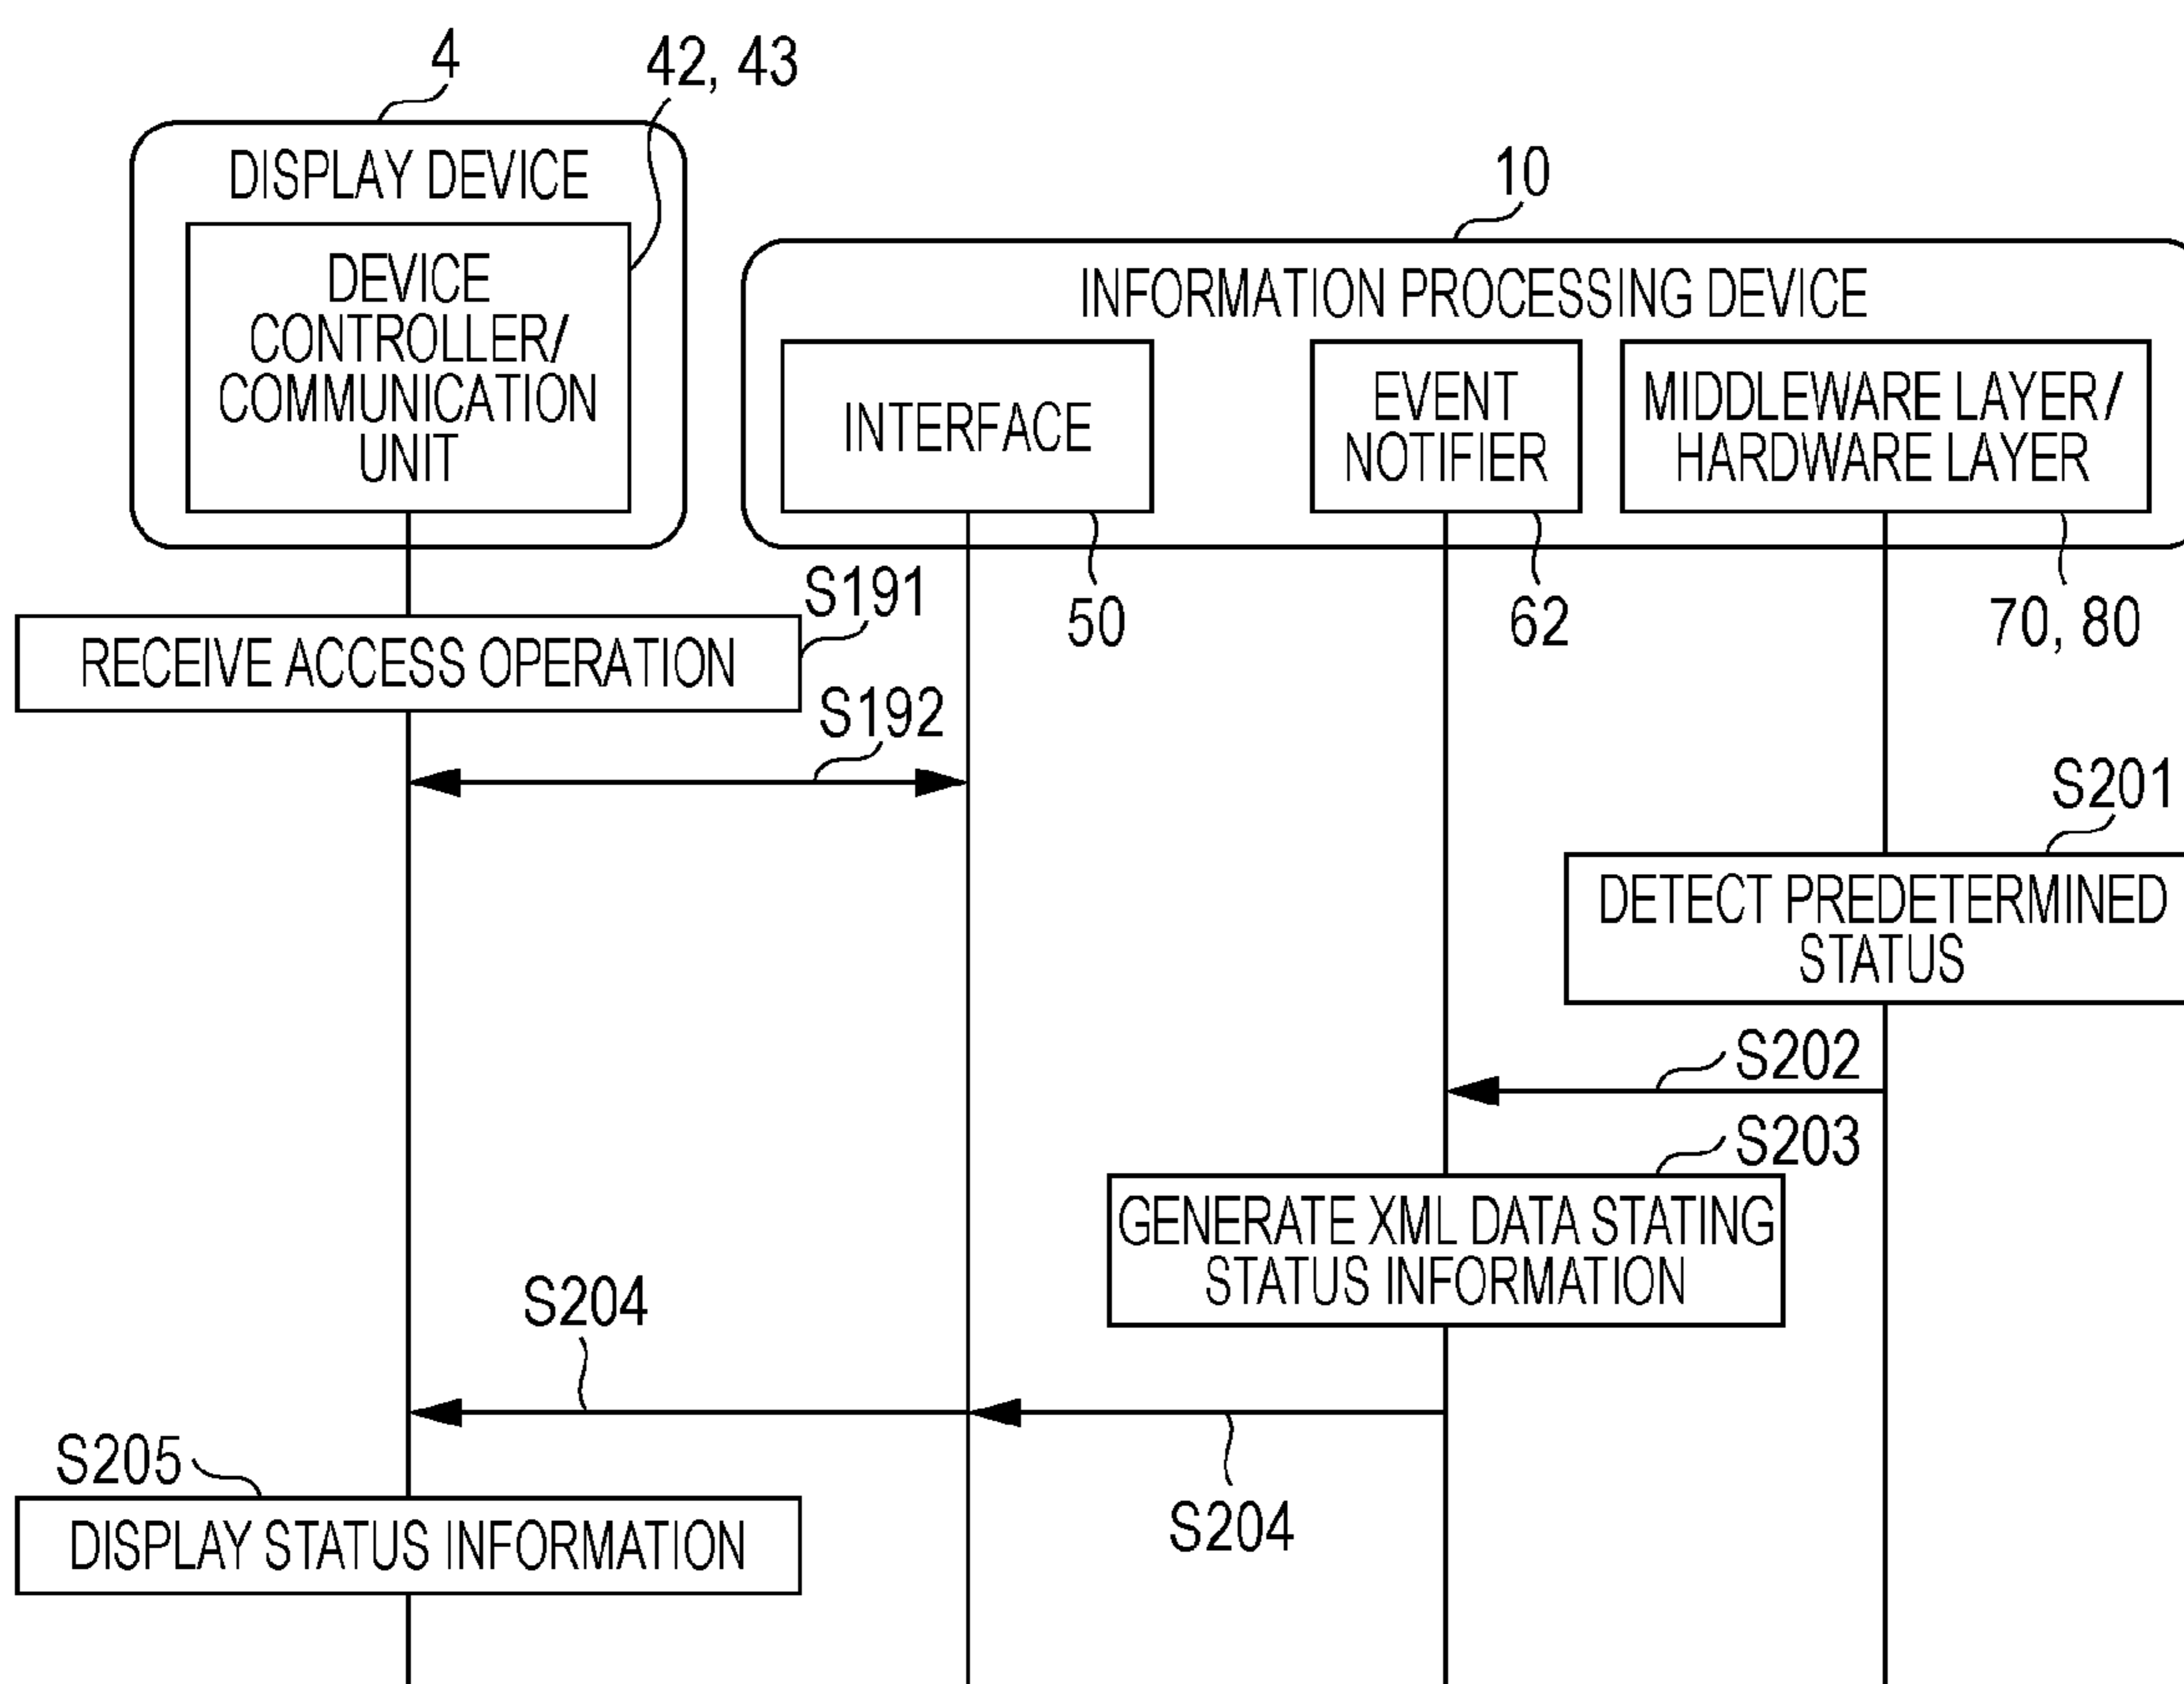 4
42, 43
DISPLAY DEVICE
DEVICE
CONTROLLER/
COMMUNICATION
UNIT
10
INFORMATION PROCESSING DEVICE
INTERFACE
EVENT
NOTIFIER
MIDDLEWARE LAYER/
HARDWARE LAYER
50
62
70, 80
S191
RECEIVE ACCESS OPERATION
S192
S201
DETECT PREDETERMINED
STATUS
S202
S203
GENERATE XML DATA STATING
STATUS INFORMATION
S204
S204
S205
DISPLAY STATUS INFORMATION